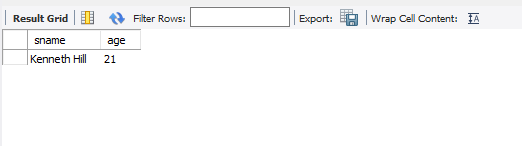 Result Grid Filter Rows: Export: Wrap Cell Content:
sname age
Kenneth Hill 21